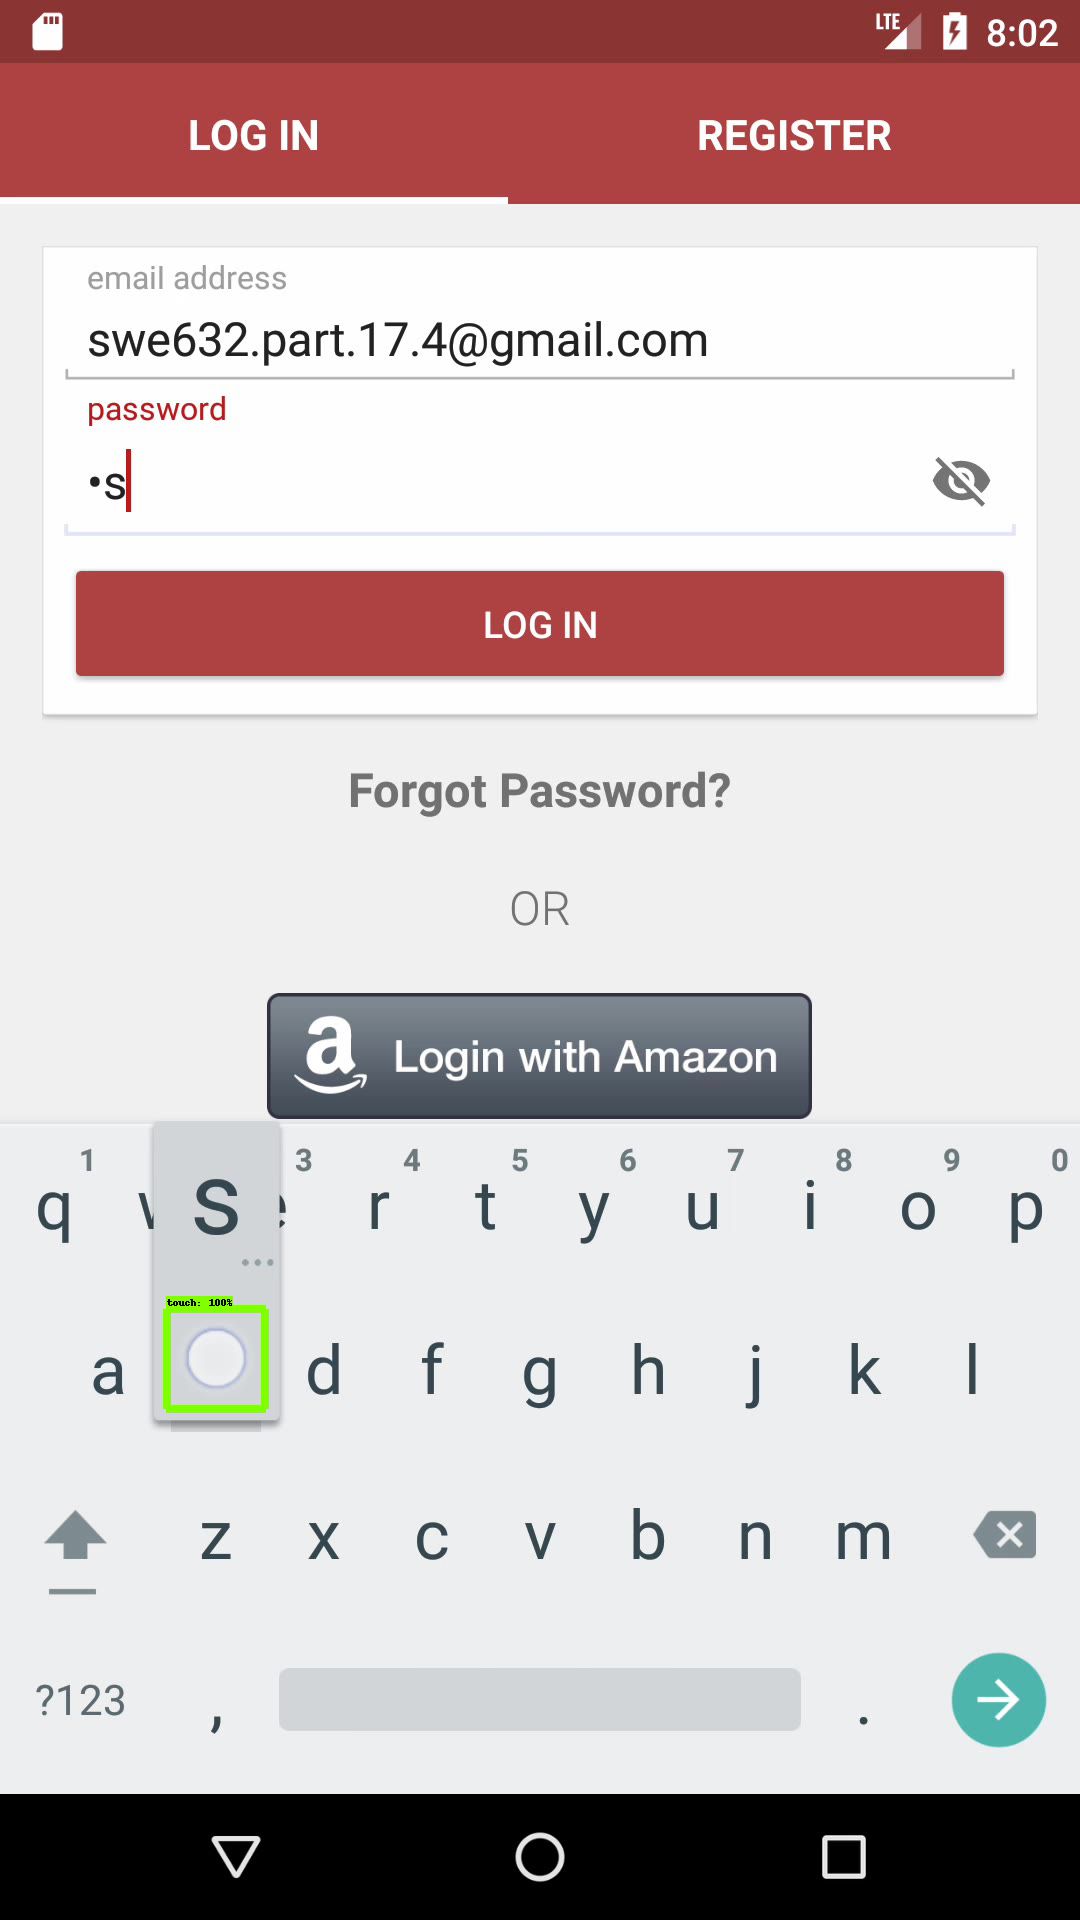 LTE 8:02
LOG IN REGISTER
email address
swe632.part.17.4@gmail.com
password
•s
LOG IN
Forgot Password?
OR
a Login with Amazon
1 3 4 5 6 7 8 9 0
q w s e r t y u i o p
touch: 100%
a d f g h j k l
z x c v b n m
?123 , .